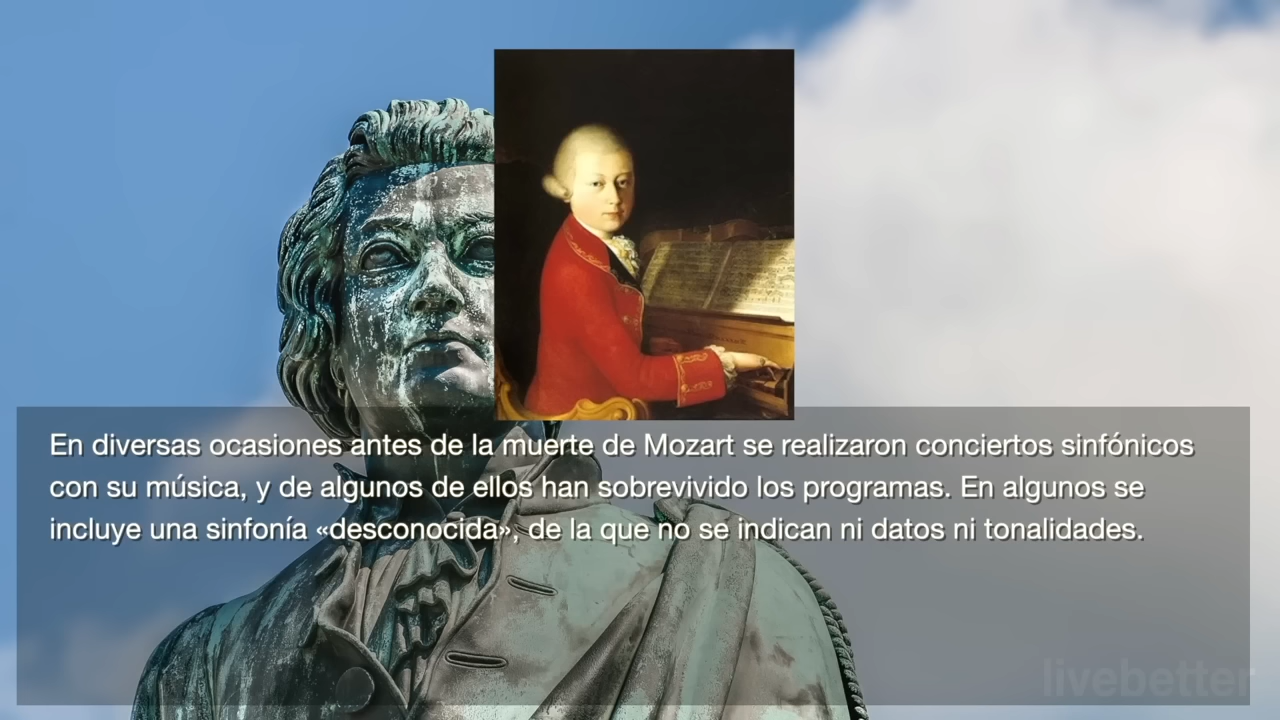 En diversas ocasiones antes de la muerte de Mozart se realizaron conciertos sinfónicos
con su música, y de algunos de ellos han sobrevivido los programas. En algunos se
incluye una sinfonía «desconocida», de la que no se indican ni datos ni tonalidades.
livebetter